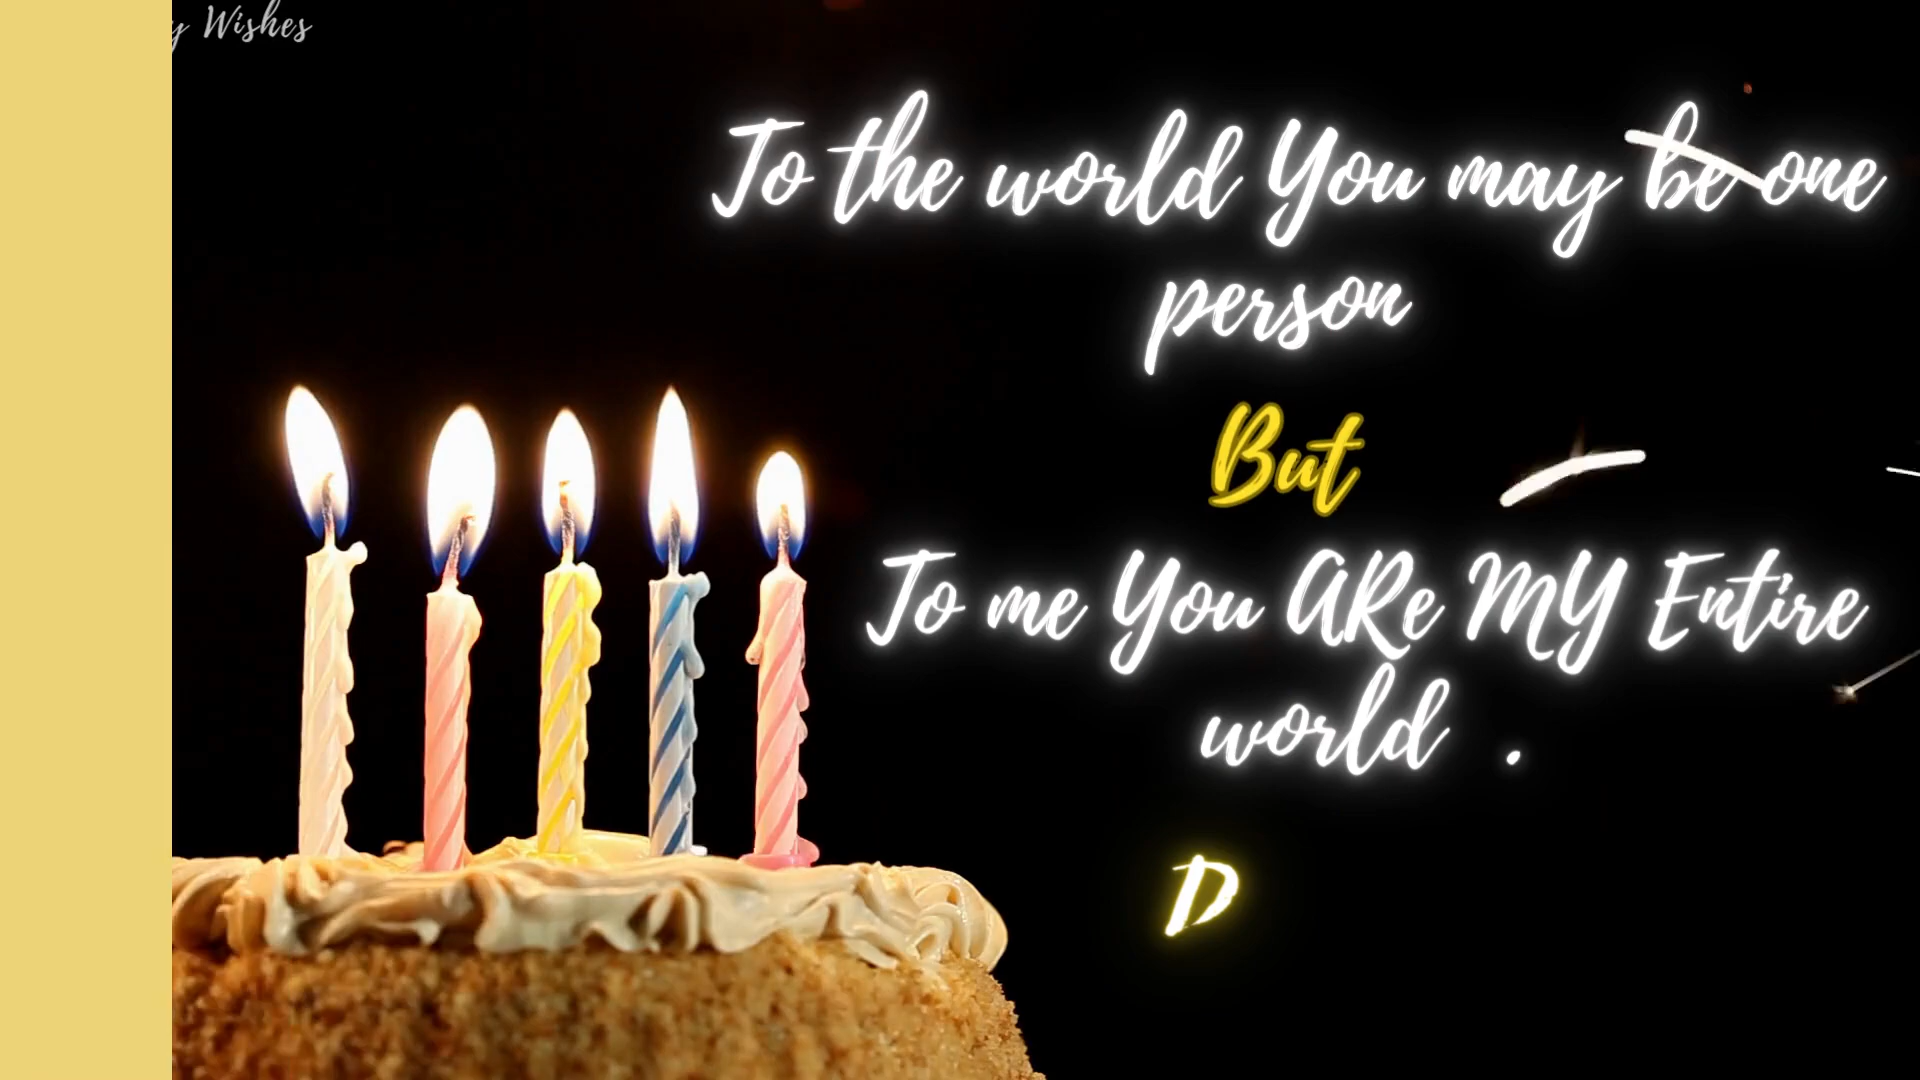 y Wishes
To the world You may be one
person
But
To me You ARe MY Entire
world .
D